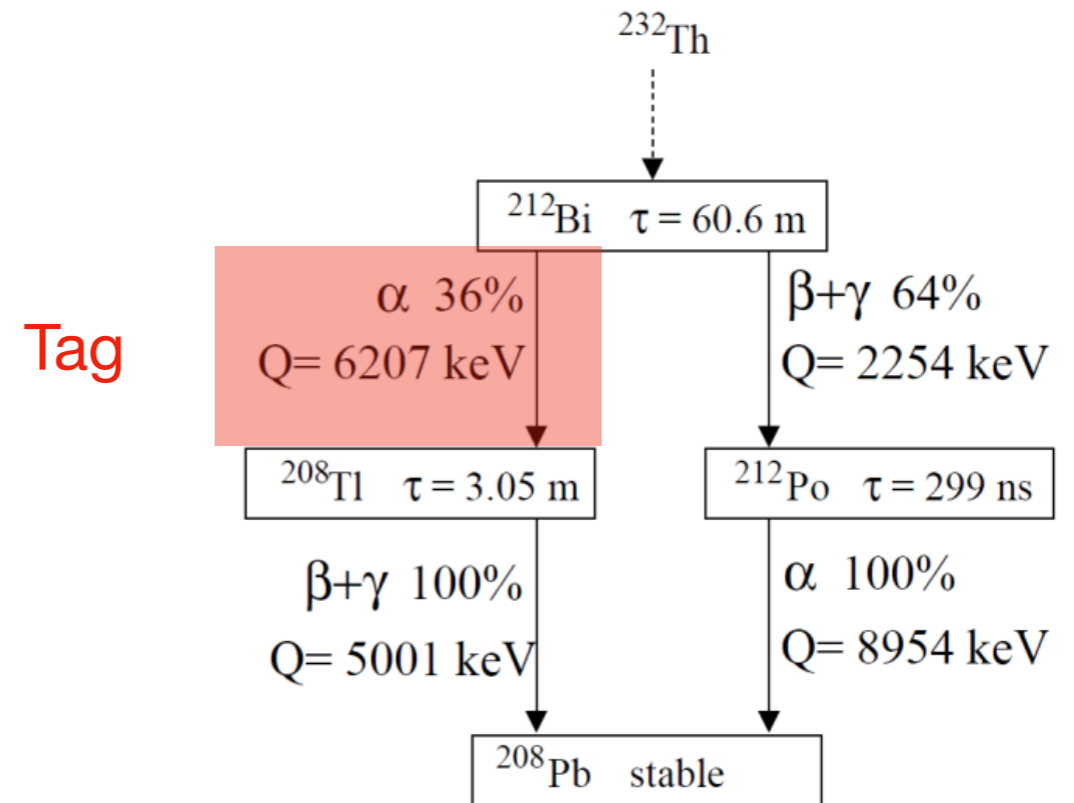 ²³²Th
²¹²Bi τ = 60.6 m
α 36%
Q= 6207 keV
β+γ 64%
Q= 2254 keV
Tag
²⁰⁸Tl τ = 3.05 m
²¹²Po τ = 299 ns
β+γ 100%
Q= 5001 keV
α 100%
Q= 8954 keV
²⁰⁸Pb stable